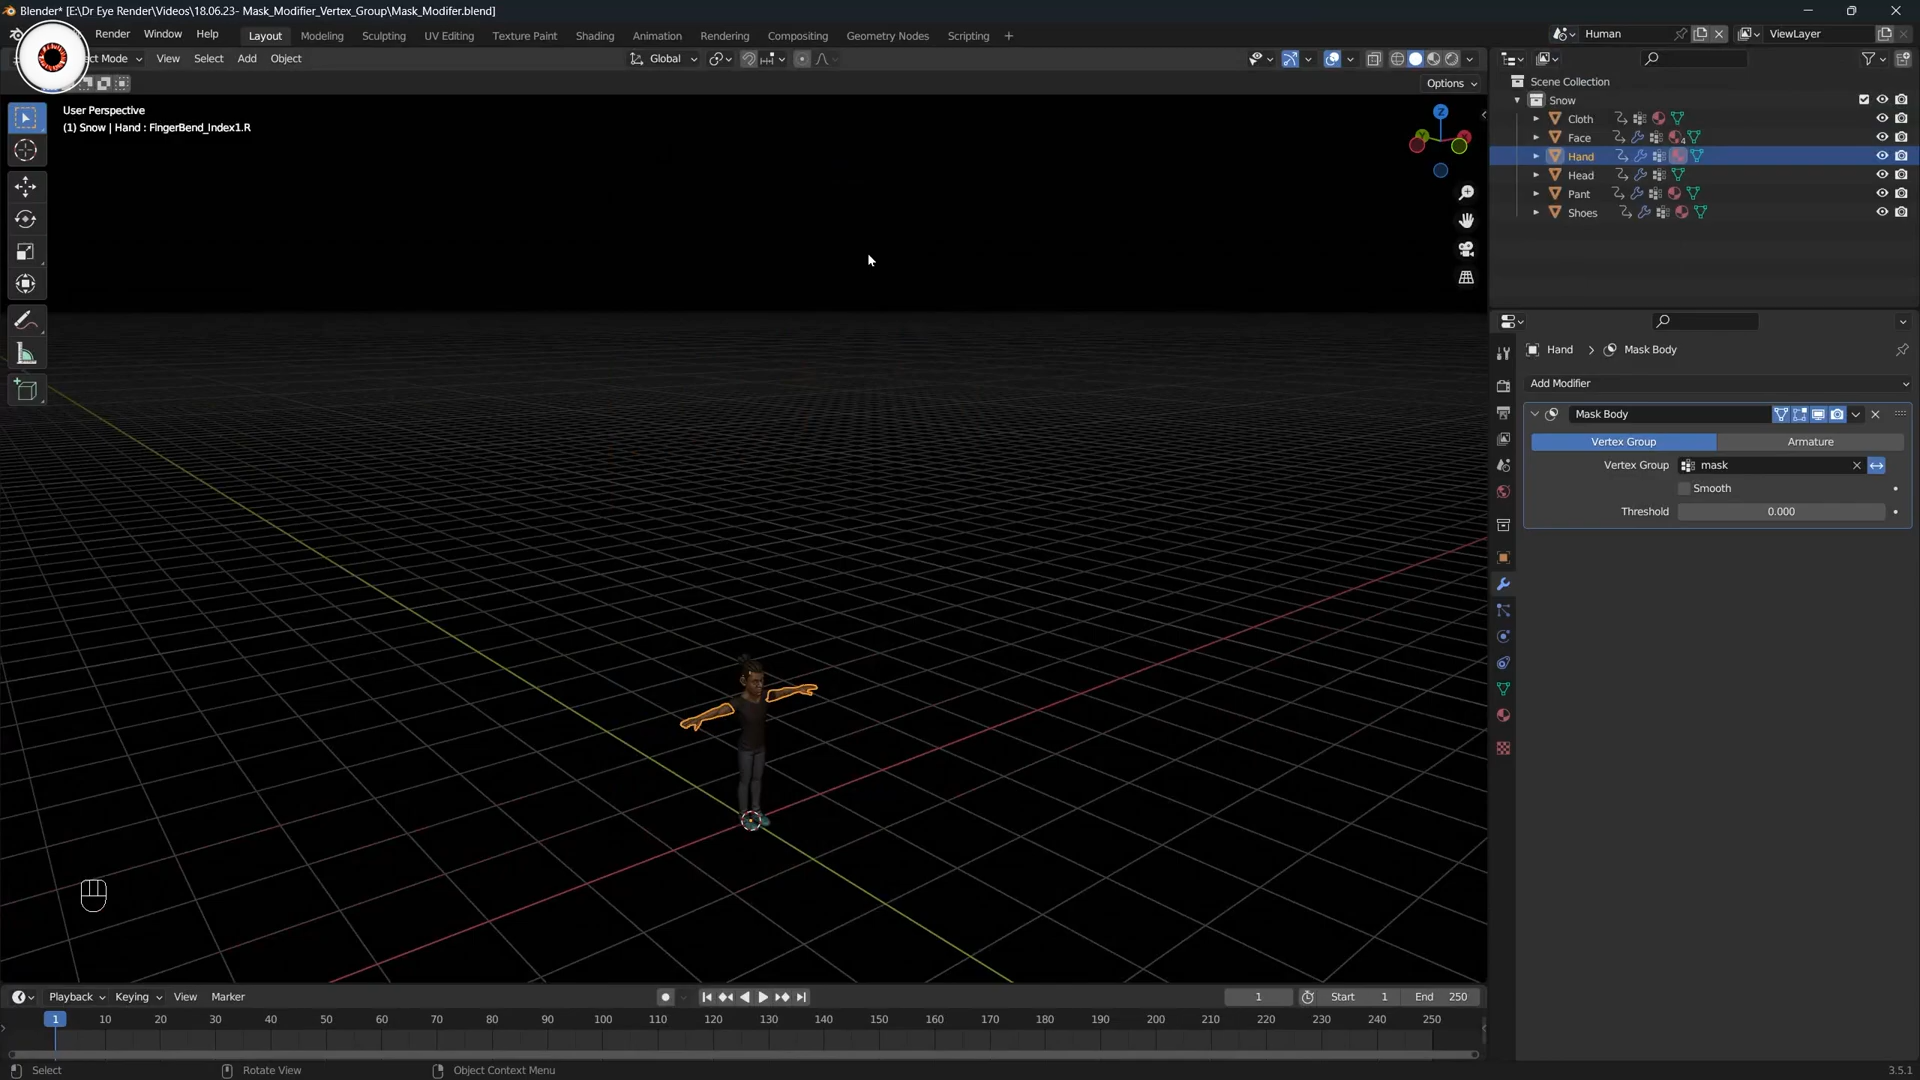 Blender* [E:\Dr Eye Render\Videos\18.06.23- Mask_Modifier_Vertex_Group\Mask_Modifer.blend]
Render Window Help Layout Modeling Sculpting UV Editing Texture Paint Shading Animation Rendering Compositing Geometry Nodes Scripting Human ViewLayer
ct Mode View Select Add Object Global
Options
User Perspective
(1) Snow | Hand : FingerBend_Index1.R
Z
Scene Collection
Snow
Cloth
Face 4
Hand
Head
Pant
Shoes
Hand Mask Body
Add Modifier
Mask Body
Vertex Group Armature
Vertex Group mask
Smooth
Threshold 0.000
Playback Keying View Marker 1 Start 1 End 250
1 10 20 30 40 50 60 70 80 90 100 110 120 130 140 150 160 170 180 190 200 210 220 230 240 250
Select Rotate View Object Context Menu 3.5.1